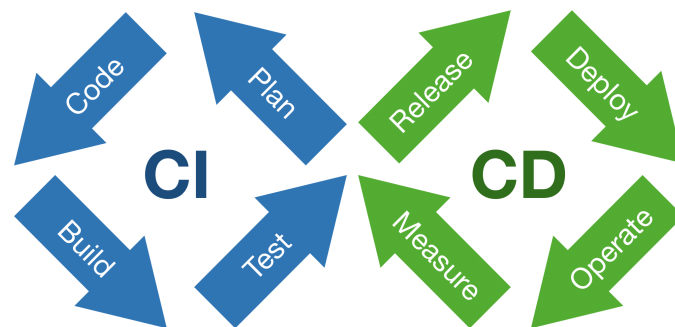 Code
Plan
Release
Deploy
CI
CD
Build
Test
Measure
Operate